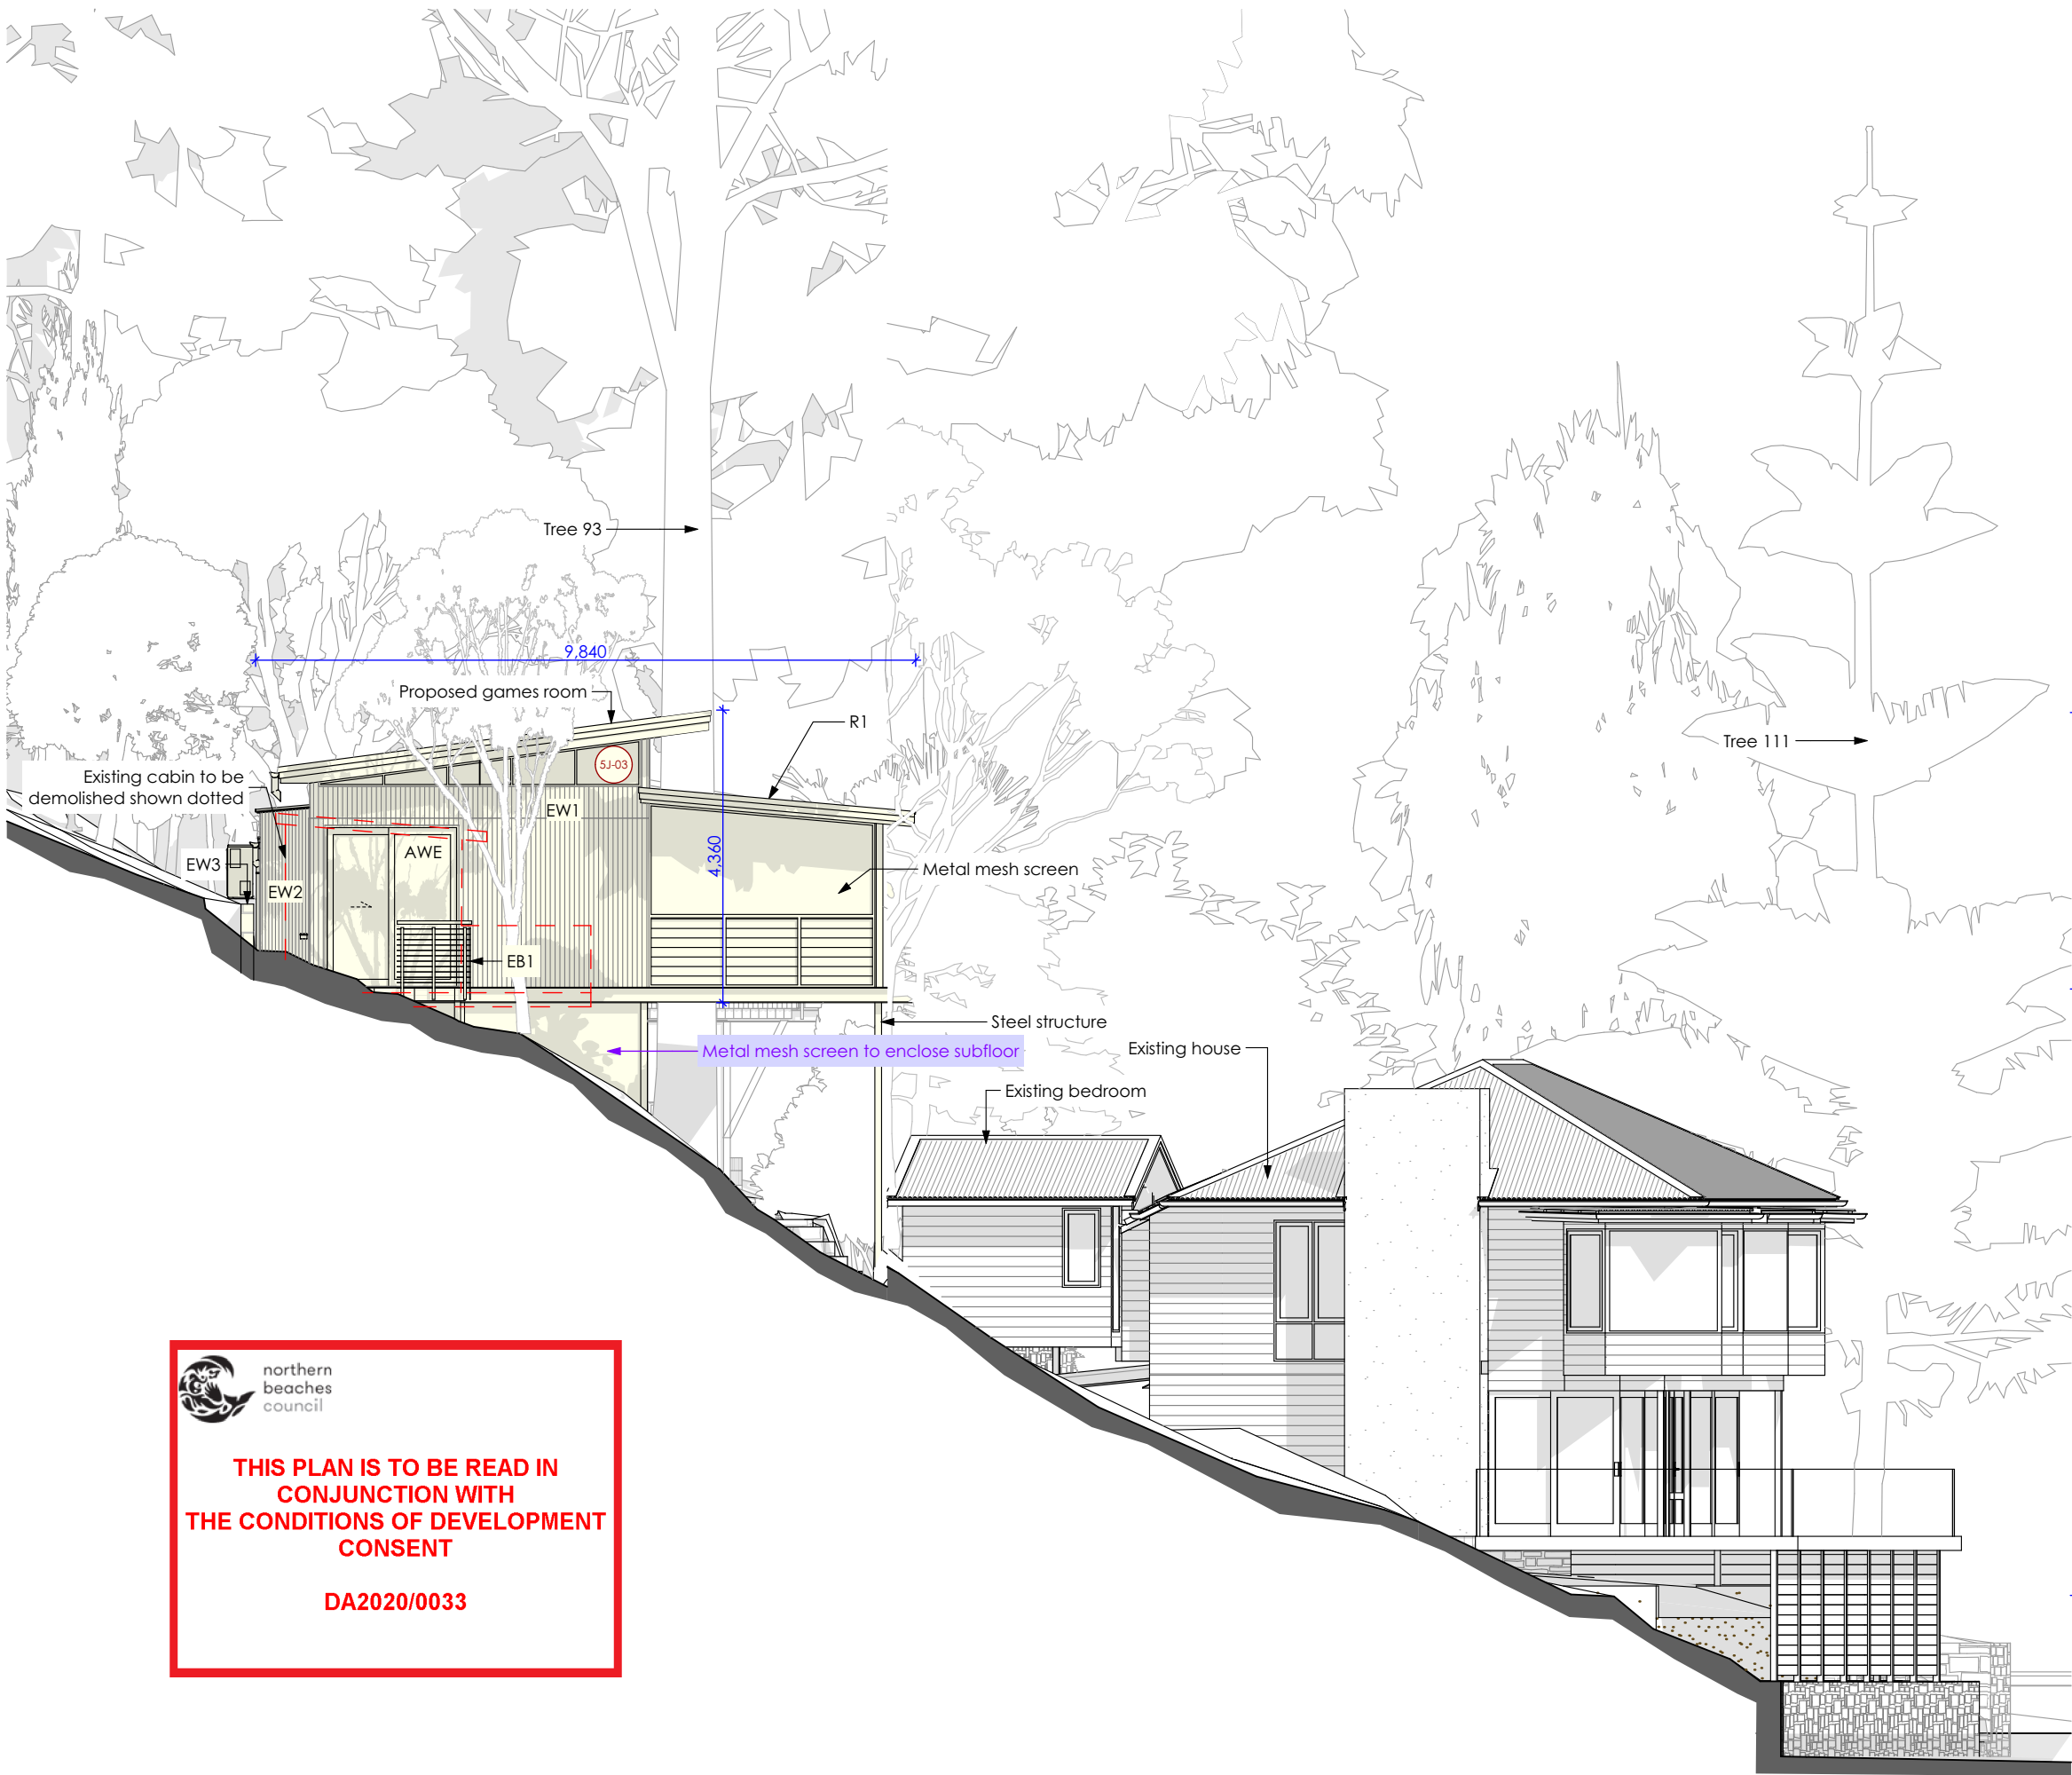 Tree 93
9,840
Proposed games room
R1
Tree 111
5J-03
Existing cabin to be
demolished shown dotted
EW1
AWE
4,360
EW3
EW2
Metal mesh screen
EB1
Steel structure
Metal mesh screen to enclose subfloor
Existing house
Existing bedroom
northern
beaches
council
THIS PLAN IS TO BE READ IN
CONJUNCTION WITH
THE CONDITIONS OF DEVELOPMENT
CONSENT
DA2020/0033